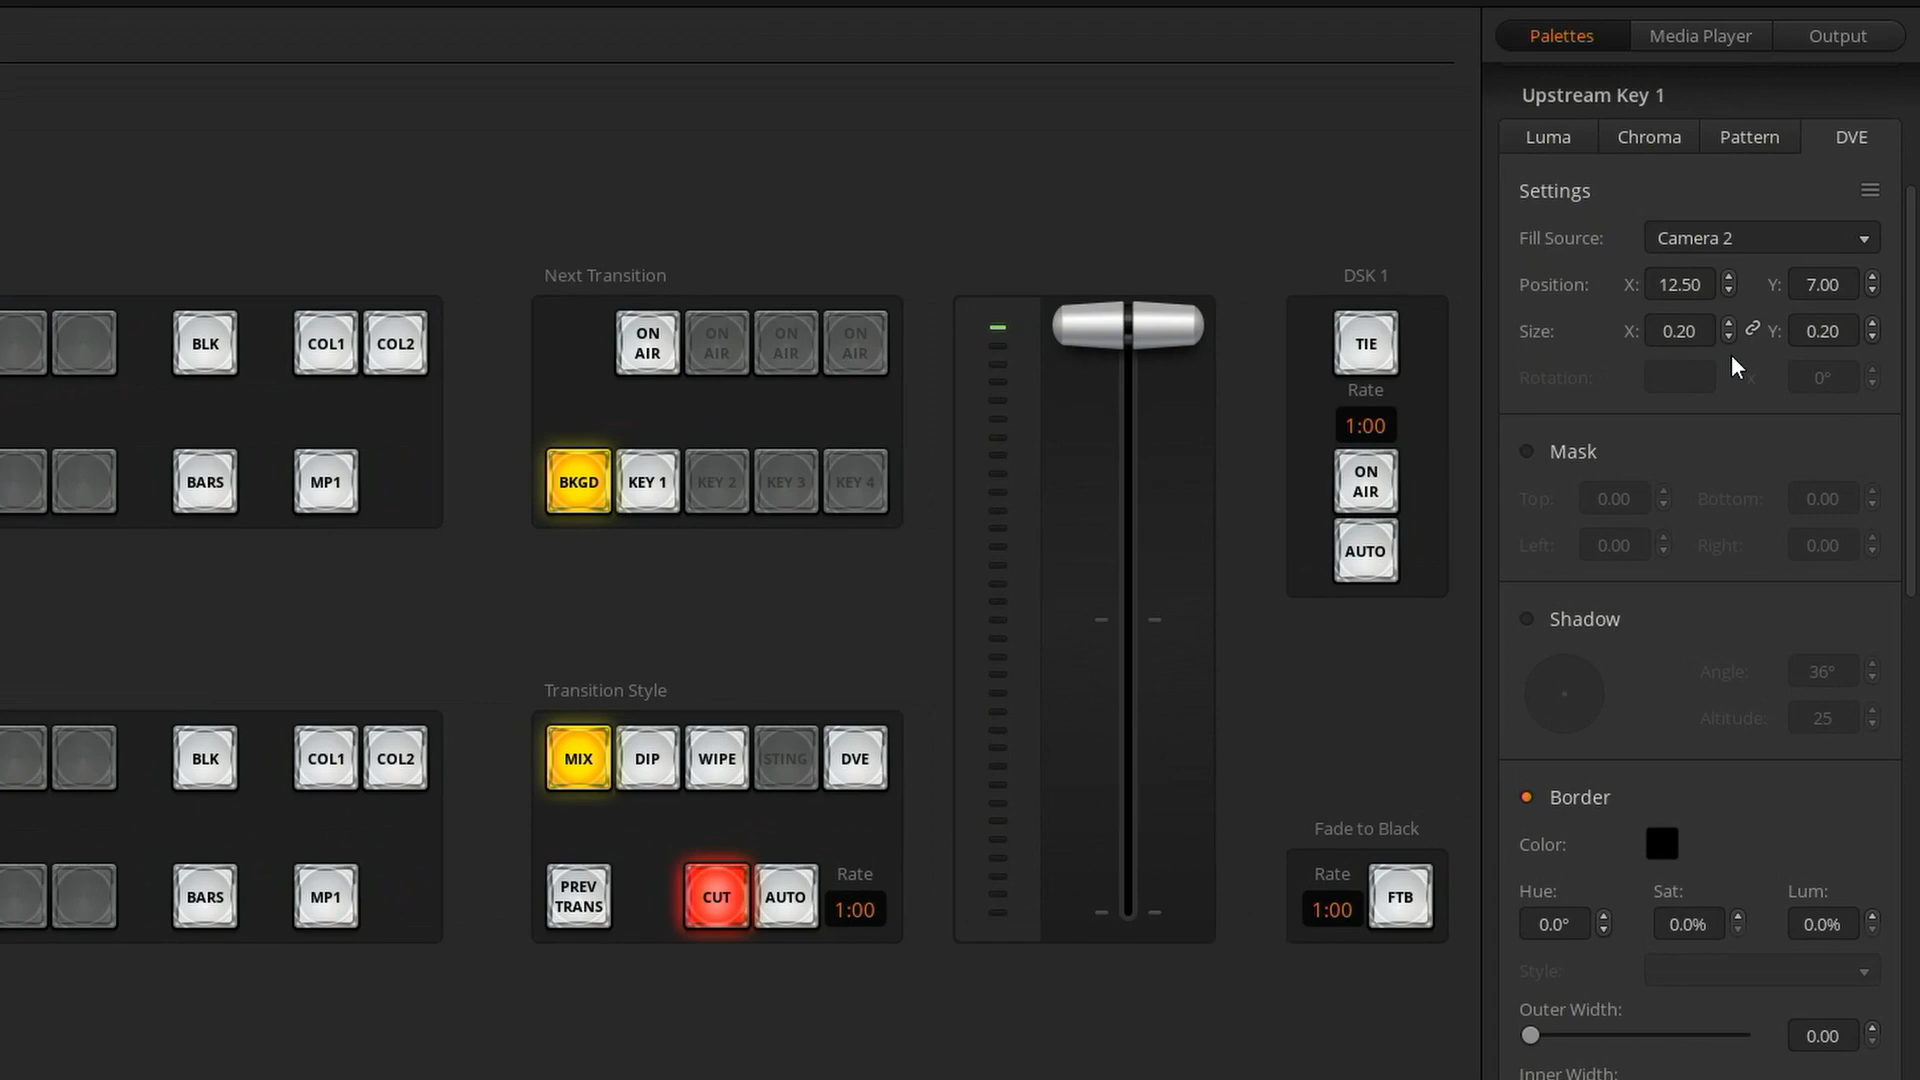 Palettes
Media Player
Output
Upstream Key 1
Luma
Chroma
Pattern
DVE
Settings
Fill Source:
Camera 2
Position:
X:
12.50
Y:
7.00
Size:
X:
0.20
Y:
0.20
Rotation:
x
0°
Mask
Top:
0.00
Bottom:
0.00
Left:
0.00
Right:
0.00
Shadow
Angle:
36°
Altitude:
25
Border
Color:
Hue:
Sat:
Lum:
0.0°
0.0%
0.0%
Style:
Outer Width:
0.00
Inner Width:
Next Transition
ON AIR
ON AIR
ON AIR
ON AIR
BKGD
KEY 1
KEY 2
KEY 3
KEY 4
BLK
COL1
COL2
BARS
MP1
DSK 1
TIE
Rate
1:00
ON AIR
AUTO
Transition Style
MIX
DIP
WIPE
STING
DVE
PREV TRANS
CUT
AUTO
Rate
1:00
BLK
COL1
COL2
BARS
MP1
Fade to Black
Rate
1:00
FTB